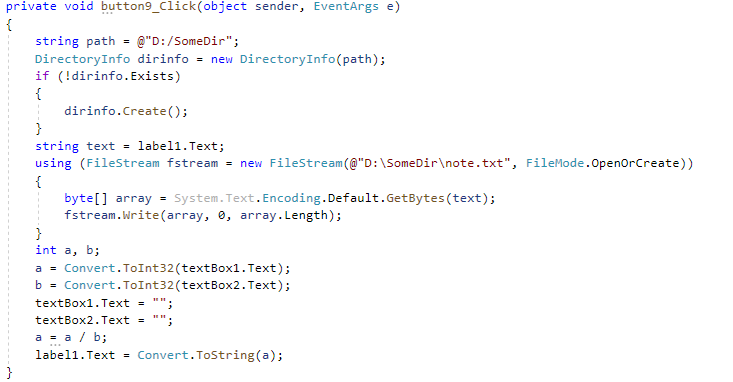 private void button9_Click(object sender, EventArgs e)
{
    string path = @"D:/SomeDir";
    DirectoryInfo dirinfo = new DirectoryInfo(path);
    if (!dirinfo.Exists)
    {
        dirinfo.Create();
    }
    string text = label1.Text;
    using (FileStream fstream = new FileStream(@"D:\SomeDir\note.txt", FileMode.OpenOrCreate))
    {
        byte[] array = System.Text.Encoding.Default.GetBytes(text);
        fstream.Write(array, 0, array.Length);
    }
    int a, b;
    a = Convert.ToInt32(textBox1.Text);
    b = Convert.ToInt32(textBox2.Text);
    textBox1.Text = "";
    textBox2.Text = "";
    a = a / b;
    label1.Text = Convert.ToString(a);
}